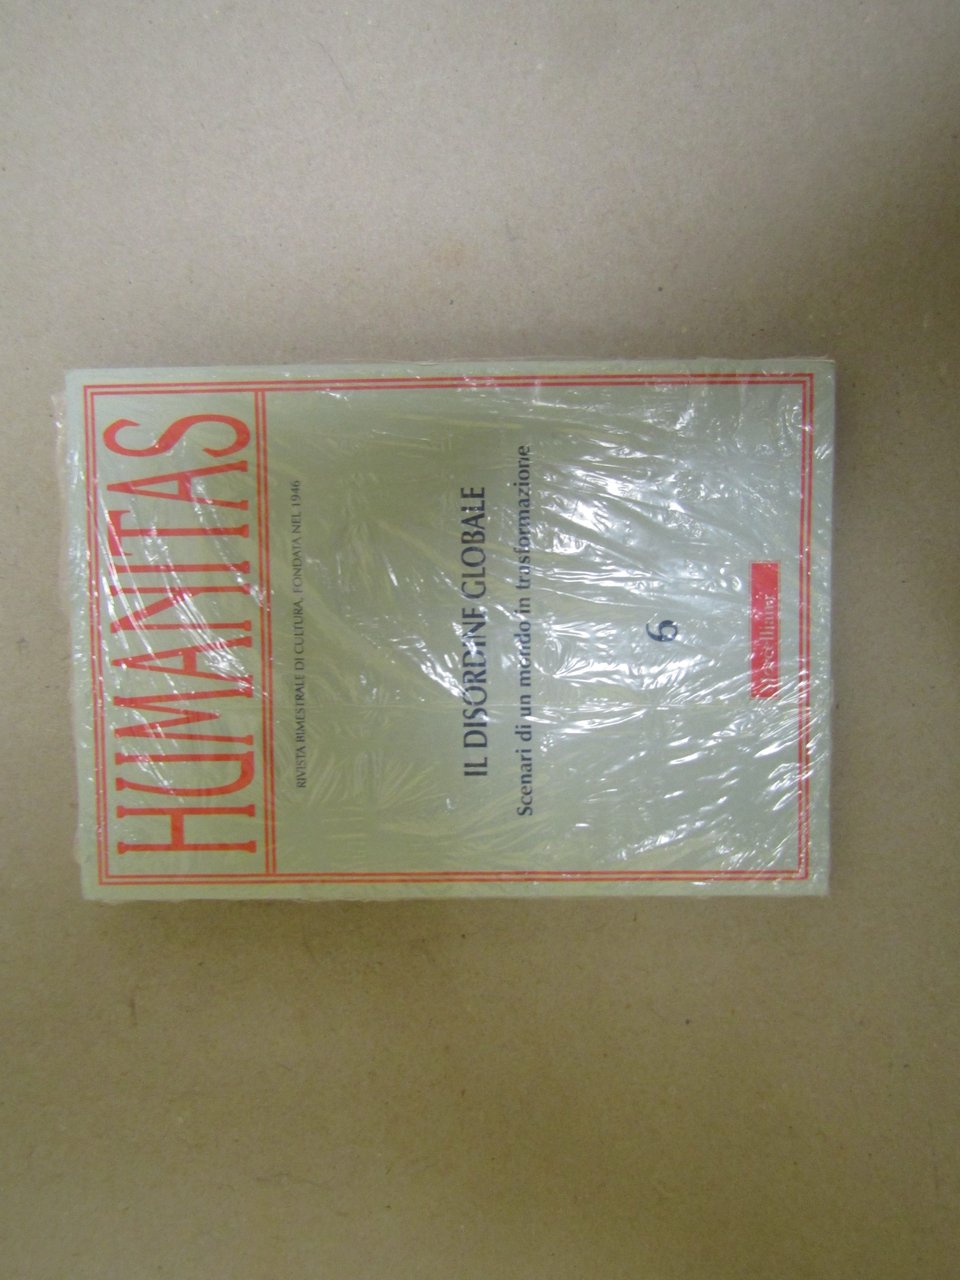 HUMANITAS
RIVISTA BIMESTRALE DI CULTURA, FONDATA NEL 1946
IL DISORDINE GLOBALE
Scenari di un mondo in trasformazione
6